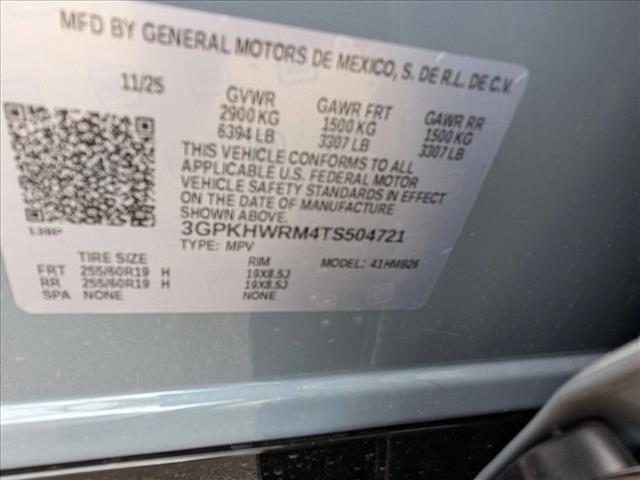 MFD BY GENERAL MOTORS DE MEXICO, S. DE R.L. DE C.V.
11/25 GVWR GAWR FRT GAWR RR
2900 KG 1500 KG 1500 KG
6394 LB 3307 LB 3307 LB
THIS VEHICLE CONFORMS TO ALL
APPLICABLE U.S. FEDERAL MOTOR
VEHICLE SAFETY STANDARDS IN EFFECT
ON THE DATE OF MANUFACTURE
SHOWN ABOVE.
3GPKHWRM4TS504721
TYPE: MPV MODEL: 41HMB26
TIRE SIZE RIM
FRT 255/60R19 H 19X8.5J
RR 255/60R19 H 19X8.5J
SPA NONE NONE